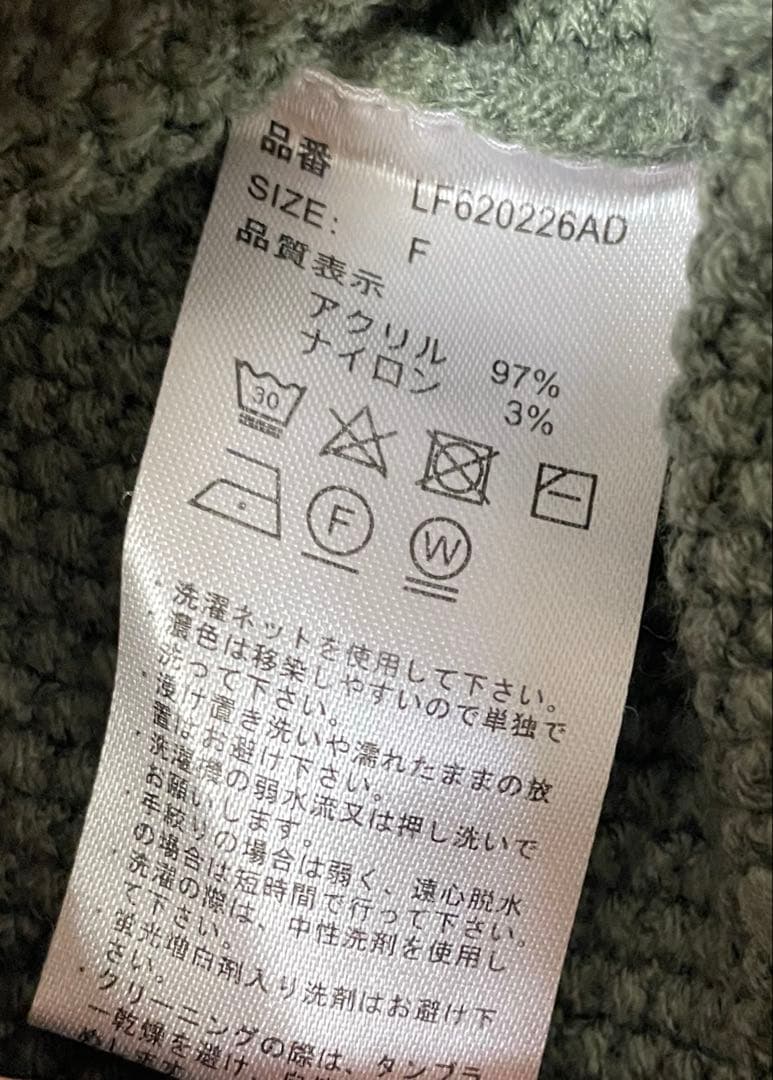 品番 LF620226AD
SIZE: F
品質表示
アクリル 97%
ナイロン 3%
30
F
W
・洗濯ネットを使用して下さい。
・濃色は移染しやすいので単独で
洗って下さい。
・浸け置き洗いや濡れたままの放
置はお避け下さい。
・洗濯機の弱水流又は押し洗いで
お願いします。
・手絞りの場合は弱く、遠心脱水
の場合は短時間で行って下さい。
・洗濯の際は、中性洗剤を使用し
て下さい。
・蛍光増白剤入り洗剤はお避け下
さい。
・クリーニングの際は、タンブラ
ー乾燥を避け、